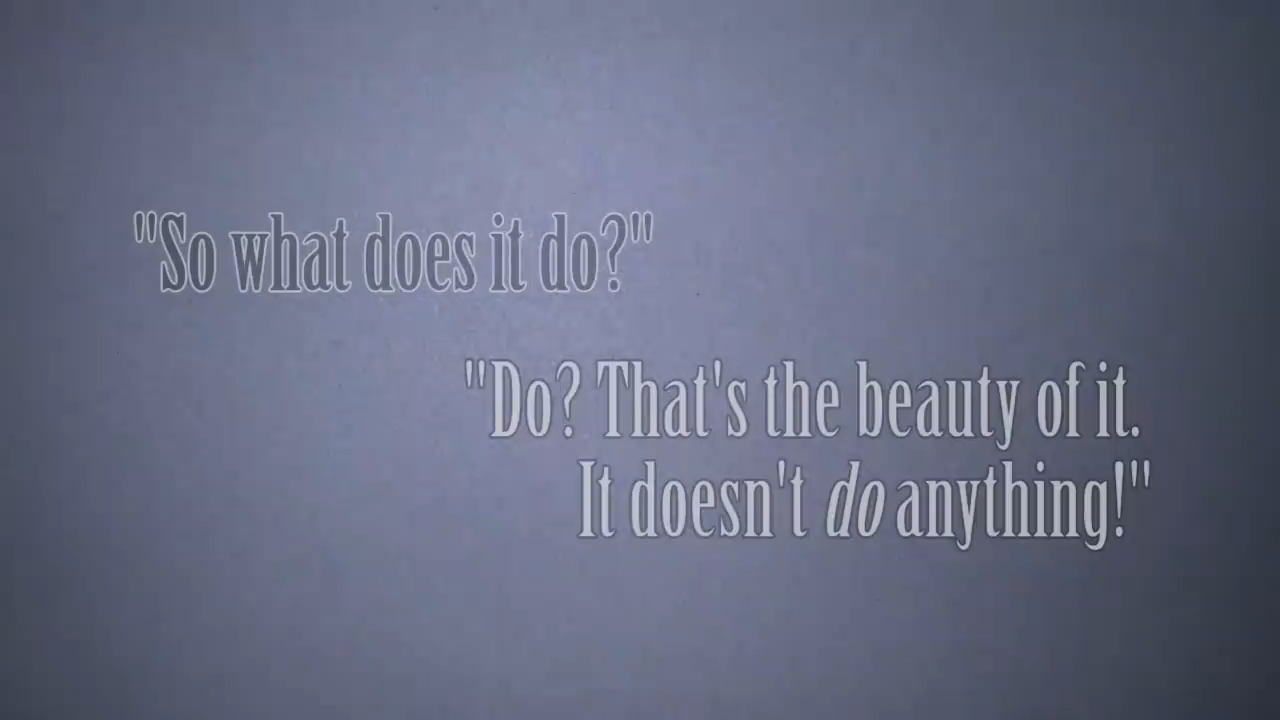 "So what does it do?"
"Do? That's the beauty of it.
It doesn't do anything!"